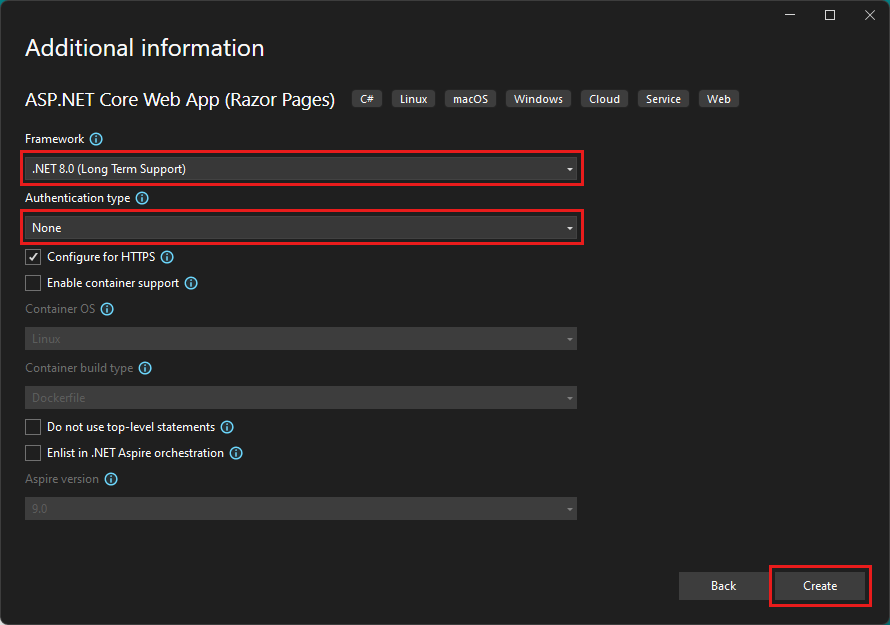 Additional information
ASP.NET Core Web App (Razor Pages) C# Linux macOS Windows Cloud Service Web
Framework
.NET 8.0 (Long Term Support)
Authentication type
None
Configure for HTTPS
Enable container support
Container OS
Linux
Container build type
Dockerfile
Do not use top-level statements
Enlist in .NET Aspire orchestration
Aspire version
9.0
Back Create